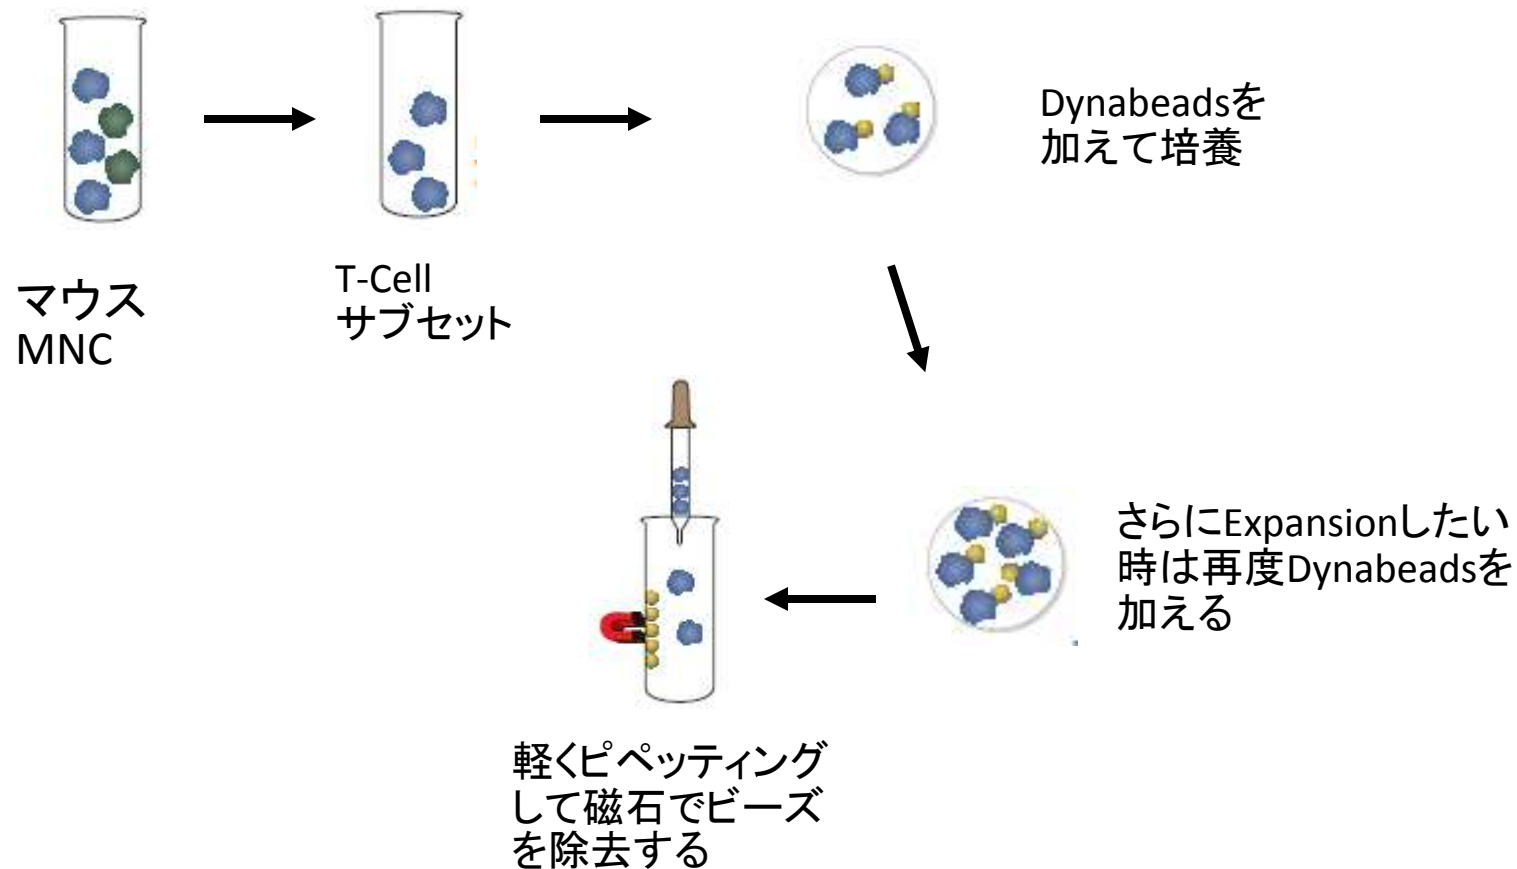 マウス
MNC
T-Cell
サブセット
Dynabeadsを
加えて培養
さらにExpansionしたい
時は再度Dynabeadsを
加える
軽くピペッティング
して磁石でビーズ
を除去する